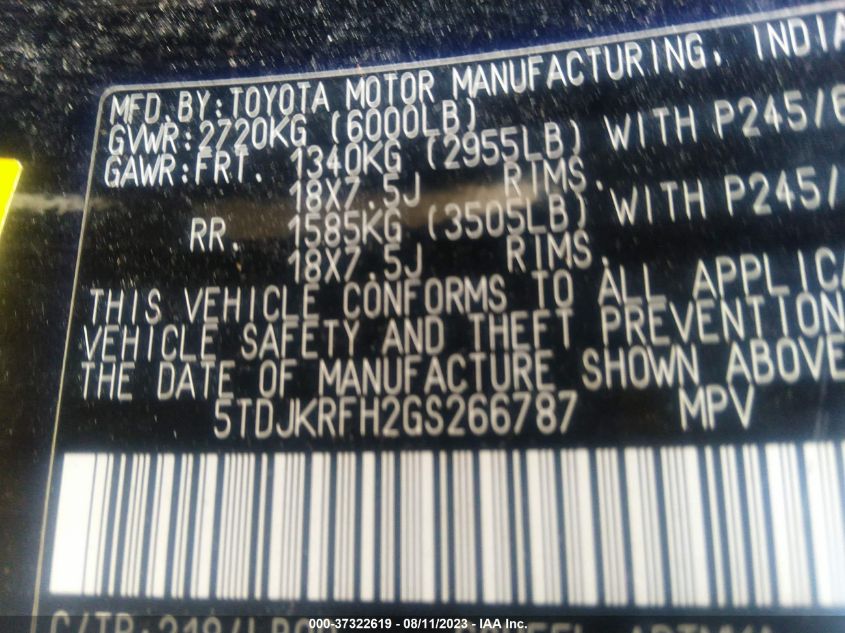 MFD.BY:TOYOTA MOTOR MANUFACTURING, INDIA
GVWR:2720KG (6000LB)
GAWR:FRT. 1340KG (2955LB) WITH P245/6
18X7.5J RIMS.
RR. 1585KG (3505LB) WITH P245/
18X7.5J RIMS.
THIS VEHICLE CONFORMS TO ALL APPLICA
VEHICLE SAFETY AND THEFT PREVENTION
THE DATE OF MANUFACTURE SHOWN ABOVE
5TDJKRFH2GS266787 MPV
000-37322619 - 08/11/2023 - IAA Inc.